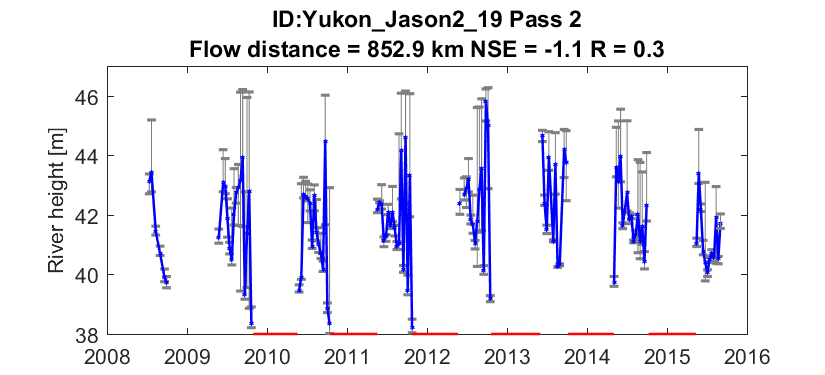 ID:Yukon_Jason2_19 Pass 2
Flow distance = 852.9 km NSE = -1.1 R = 0.3
River height [m]
46
44
42
40
38
2008 2009 2010 2011 2012 2013 2014 2015 2016